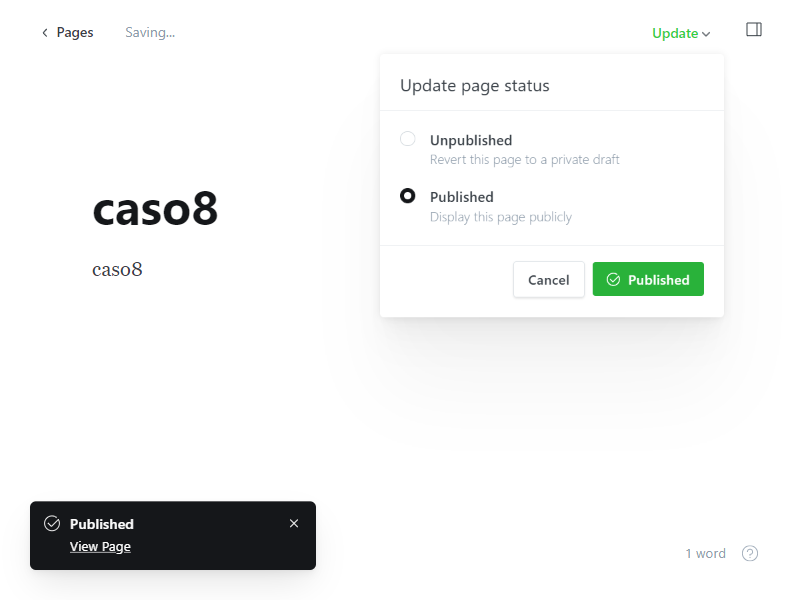 Pages
Saving...
Update
Update page status
Unpublished
Revert this page to a private draft
Published
Display this page publicly
Cancel
Published
caso8
caso8
Published
View Page
1 word